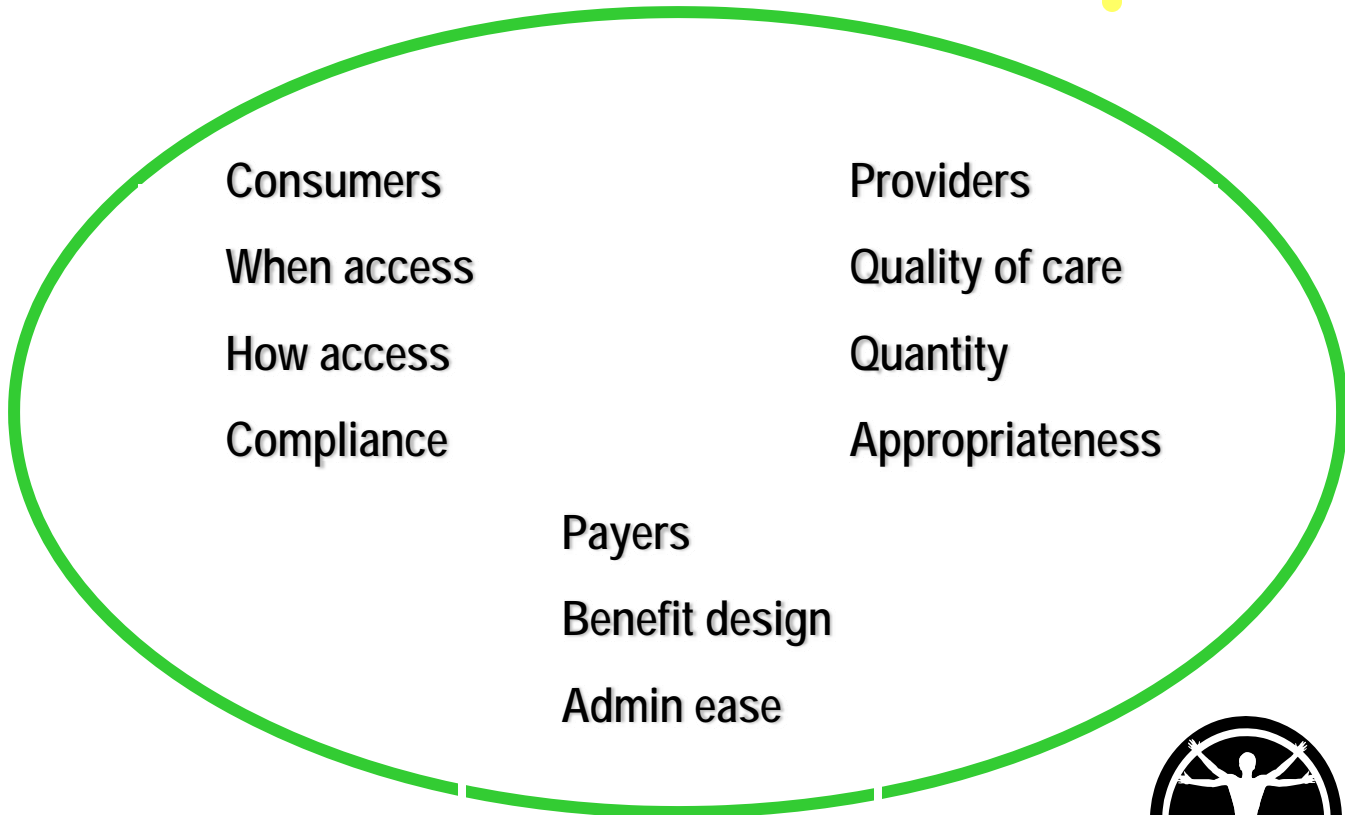 Consumers
When access
How access
Compliance
Providers
Quality of care
Quantity
Appropriateness
Payers
Benefit design
Admin ease